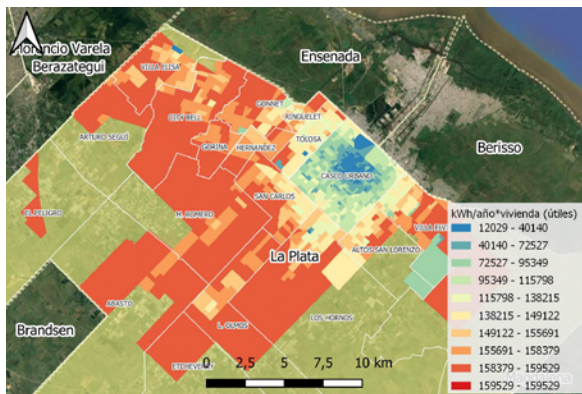 Florencio Varela
Berazategui
Ensenada
VILLA ELISA
GONNET
RINGUELET
CITY BELL
TOLOSA
ARTURO SEGUÍ
GORINA
HERNANDEZ
Berisso
CASCO URBANO
SAN CARLOS
EL PELIGRO
M. ROMERO
VILLA ELV
La Plata
ALTOS SAN LORENZO
ABASTO
Brandsen
L. OLMOS
LOS HORNOS
ETCHEVERRY
0 2,5 5 7,5 10 km
kWh/año*vivienda (útiles)
12029 - 40140
40140 - 72527
72527 - 95349
95349 - 115798
115798 - 138215
138215 - 149122
149122 - 155691
155691 - 158379
158379 - 159529
159529 - 159529